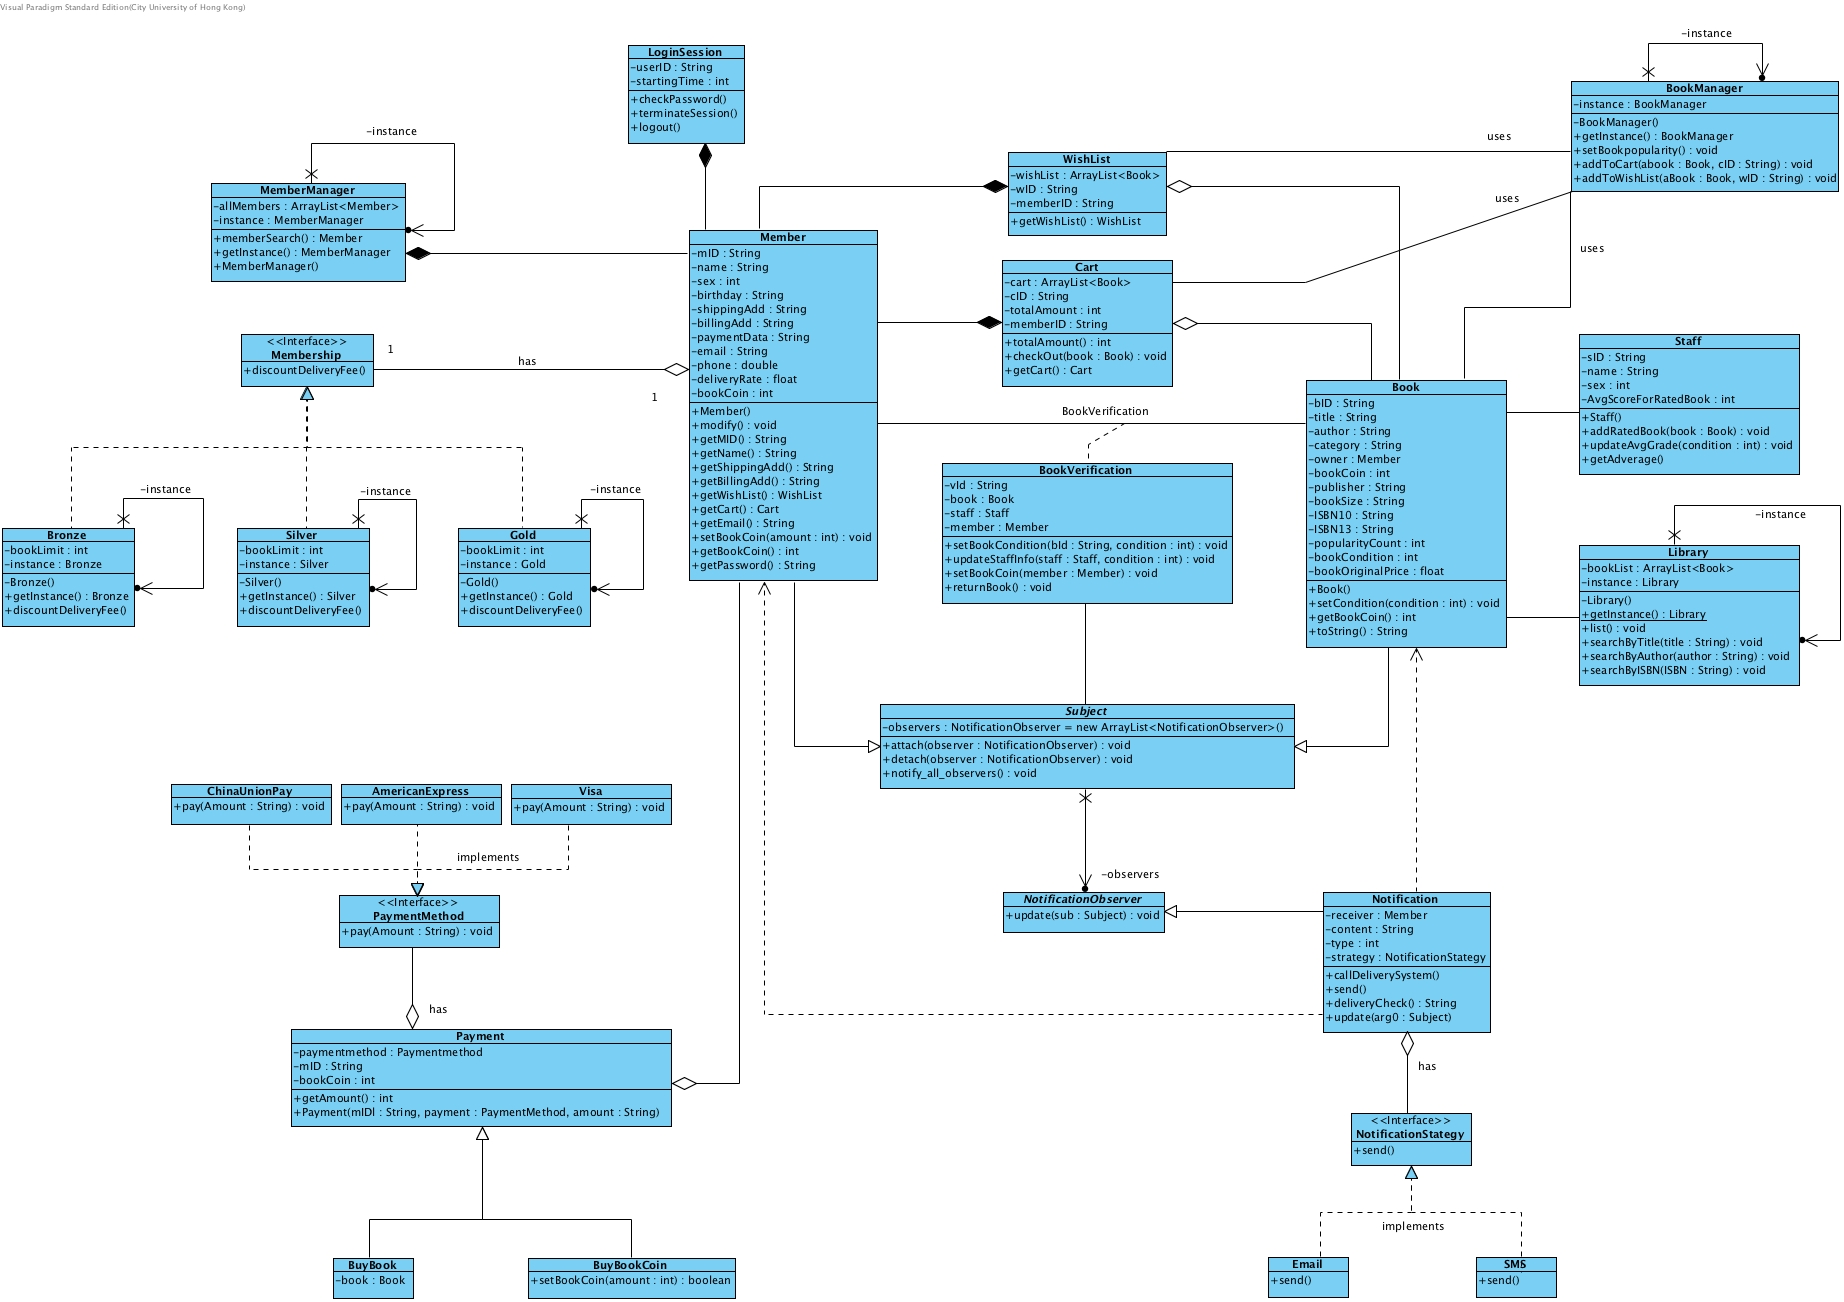 Visual Paradigm Standard Edition(City University of Hong Kong)
LoginSession
-userID : String
-startingTime : int
+checkPassword()
+terminateSession()
+logout()
-instance
MemberManager
-allMembers : ArrayList<Member>
-instance : MemberManager
+memberSearch() : Member
+getInstance() : MemberManager
+MemberManager()
-instance
BookManager
-instance : BookManager
-BookManager()
+getInstance() : BookManager
+setBookpopularity() : void
+addToCart(abook : Book, cID : String) : void
+addToWishList(aBook : Book, wID : String) : void
uses
uses
uses
WishList
-wishList : ArrayList<Book>
-wID : String
-memberID : String
+getWishList() : WishList
Member
-mID : String
-name : String
-sex : int
-birthday : String
-shippingAdd : String
-billingAdd : String
-paymentData : String
-email : String
-phone : double
-deliveryRate : float
-bookCoin : int
+Member()
+modify() : void
+getMID() : String
+getName() : String
+getShippingAdd() : String
+getBillingAdd() : String
+getWishList() : WishList
+getCart() : Cart
+getEmail() : String
+setBookCoin(amount : int) : void
+getBookCoin() : int
+getPassword() : String
Cart
-cart : ArrayList<Book>
-cID : String
-totalAmount : int
-memberID : String
+totalAmount() : int
+checkOut(book : Book) : void
+getCart() : Cart
<<Interface>>
Membership
+discountDeliveryFee()
1
has
1
Staff
-sID : String
-name : String
-sex : int
-AvgScoreForRatedBook : int
+Staff()
+addRatedBook(book : Book) : void
+updateAvgGrade(condition : int) : void
+getAdverage()
Book
-bID : String
-title : String
-author : String
-category : String
-owner : Member
-bookCoin : int
-publisher : String
-bookSize : String
-ISBN10 : String
-ISBN13 : String
-popularityCount : int
-bookCondition : int
-bookOriginalPrice : float
+Book()
+setCondition(condition : int) : void
+getBookCoin() : int
+toString() : String
BookVerification
BookVerification
-vId : String
-book : Book
-staff : Staff
-member : Member
+setBookCondition(bId : String, condition : int) : void
+updateStaffInfo(staff : Staff, condition : int) : void
+setBookCoin(member : Member) : void
+returnBook() : void
-instance
Bronze
-bookLimit : int
-instance : Bronze
-Bronze()
+getInstance() : Bronze
+discountDeliveryFee()
-instance
Silver
-bookLimit : int
-instance : Silver
-Silver()
+getInstance() : Silver
+discountDeliveryFee()
-instance
Gold
-bookLimit : int
-instance : Gold
-Gold()
+getInstance() : Gold
+discountDeliveryFee()
-instance
Library
-bookList : ArrayList<Book>
-instance : Library
-Library()
+getInstance() : Library
+list() : void
+searchByTitle(title : String) : void
+searchByAuthor(author : String) : void
+searchByISBN(ISBN : String) : void
Subject
-observers : NotificationObserver = new ArrayList<NotificationObserver>()
+attach(observer : NotificationObserver) : void
+detach(observer : NotificationObserver) : void
+notify_all_observers() : void
ChinaUnionPay
+pay(Amount : String) : void
AmericanExpress
+pay(Amount : String) : void
Visa
+pay(Amount : String) : void
implements
<<Interface>>
PaymentMethod
+pay(Amount : String) : void
-observers
NotificationObserver
+update(sub : Subject) : void
Notification
-receiver : Member
-content : String
-type : int
-strategy : NotificationStategy
+callDeliverySystem()
+send()
+deliveryCheck() : String
+update(arg0 : Subject)
has
Payment
-paymentmethod : Paymentmethod
-mID : String
-bookCoin : int
+getAmount() : int
+Payment(mIDl : String, payment : PaymentMethod, amount : String)
has
<<Interface>>
NotificationStategy
+send()
implements
BuyBook
-book : Book
BuyBookCoin
+setBookCoin(amount : int) : boolean
Email
+send()
SMS
+send()